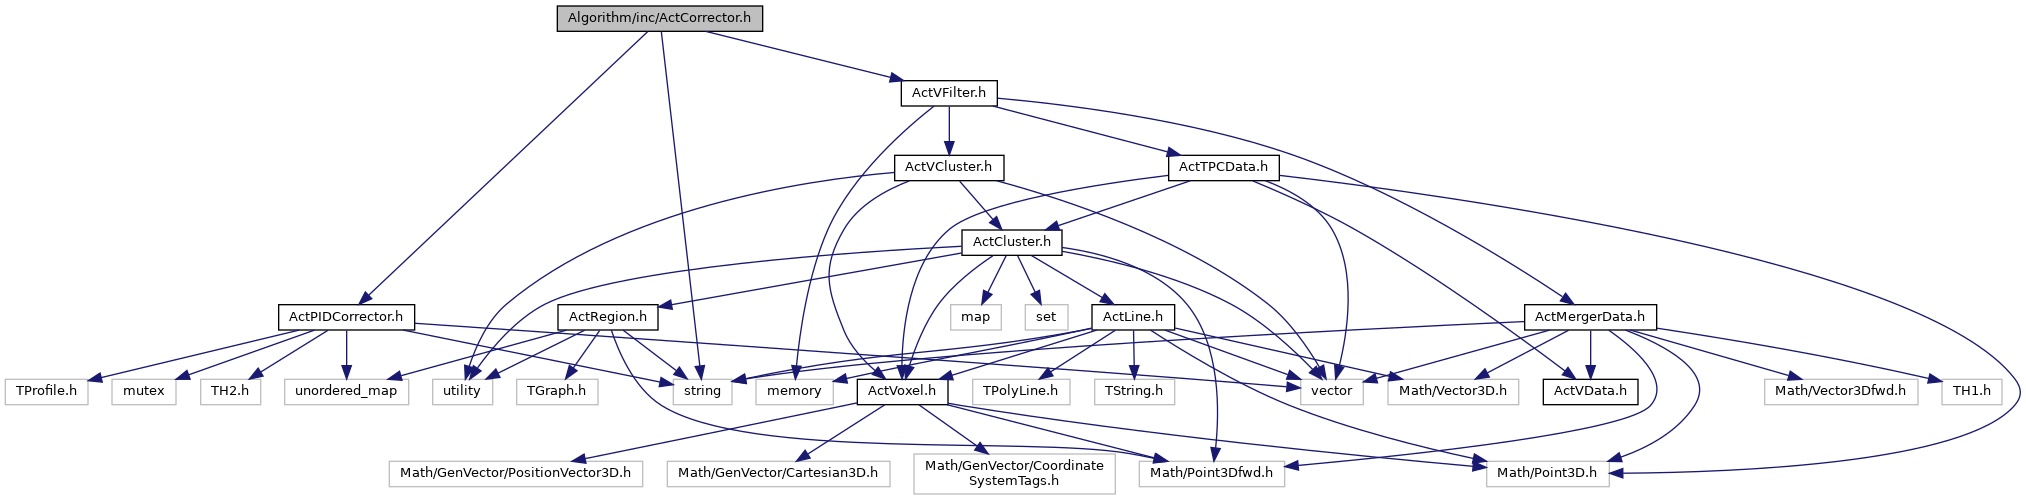 Algorithm/inc/ActCorrector.h
ActVFilter.h
ActVCluster.h
ActTPCData.h
ActCluster.h
ActPIDCorrector.h
ActRegion.h
map
set
ActLine.h
ActMergerData.h
TProfile.h
mutex
TH2.h
unordered_map
utility
TGraph.h
string
memory
ActVoxel.h
TPolyLine.h
TString.h
vector
Math/Vector3D.h
ActVData.h
Math/Vector3Dfwd.h
TH1.h
Math/GenVector/PositionVector3D.h
Math/GenVector/Cartesian3D.h
Math/GenVector/Coordinate
SystemTags.h
Math/Point3Dfwd.h
Math/Point3D.h